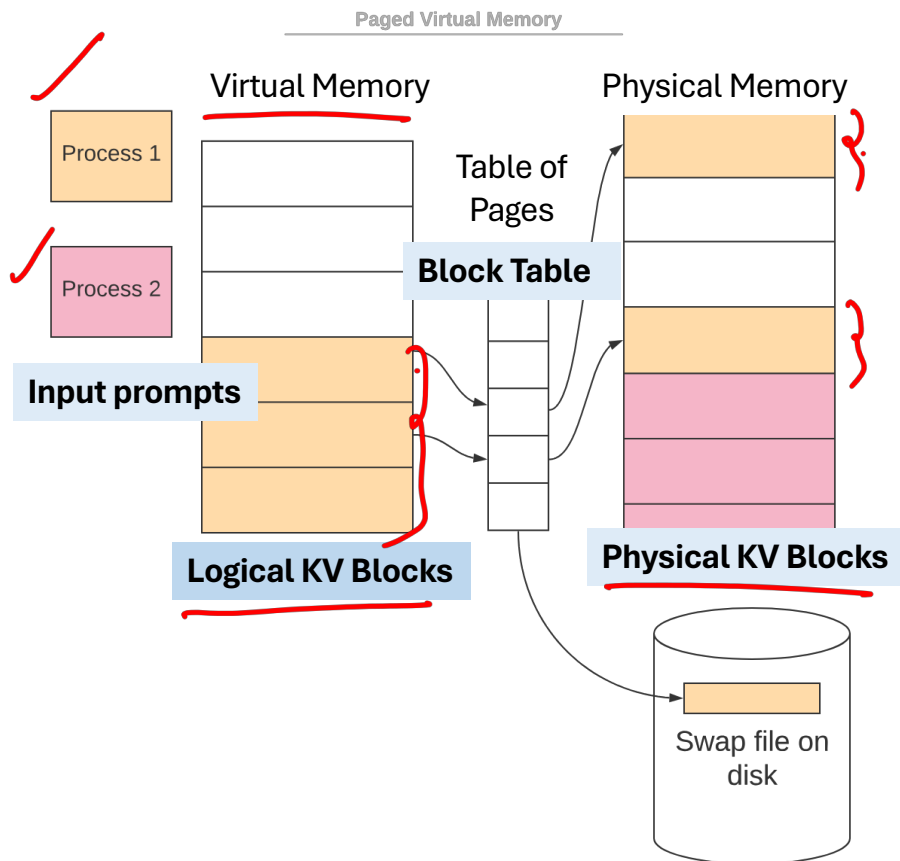 Paged Virtual Memory
Virtual Memory
Physical Memory
Process 1
Table of
Pages
Block Table
Process 2
Input prompts
Logical KV Blocks
Physical KV Blocks
Swap file on
disk